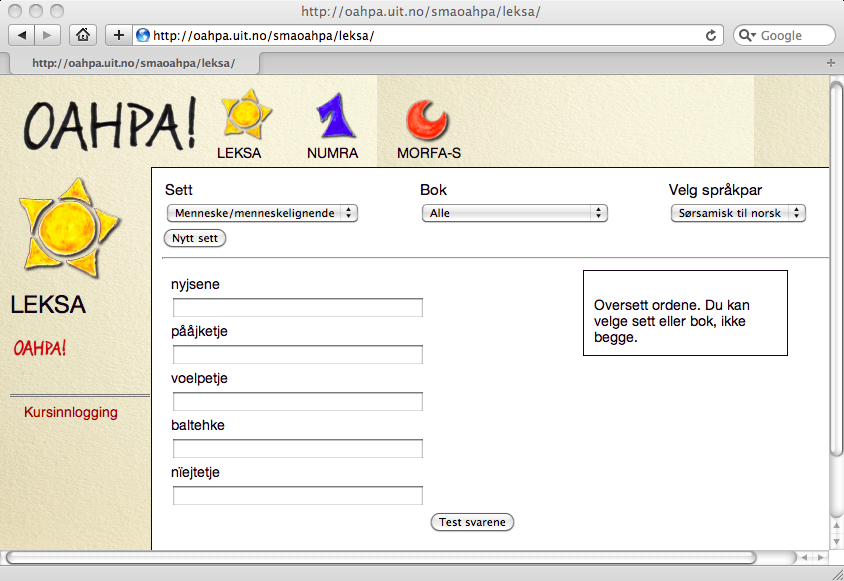 http://oahpa.uit.no/smaoahpa/leksa/
http://oahpa.uit.no/smaoahpa/leksa/
Google
http://oahpa.uit.no/smaoahpa/leksa/
OAHPA!
LEKSA
NUMRA
MORFA-S
LEKSA
OAHPA!
Kursinnlogging
Sett
Bok
Velg språkpar
Menneske/menneskelignende
Alle
Sørsamisk til norsk
Nytt sett
nyjsene
pååjketje
voelpetje
baltehke
nïejtetje
Oversett ordene. Du kan
velge sett eller bok, ikke
begge.
Test svarene